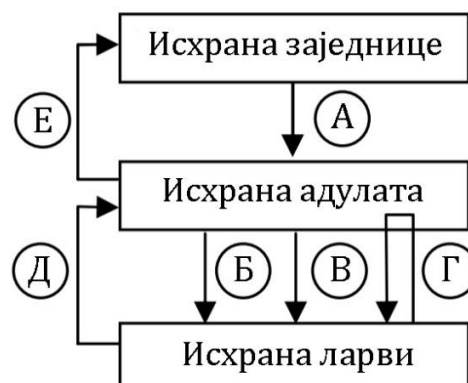 Исхрана заједнице
Е
А
Исхрана адулата
Д
Б
В
Г
Исхрана ларви